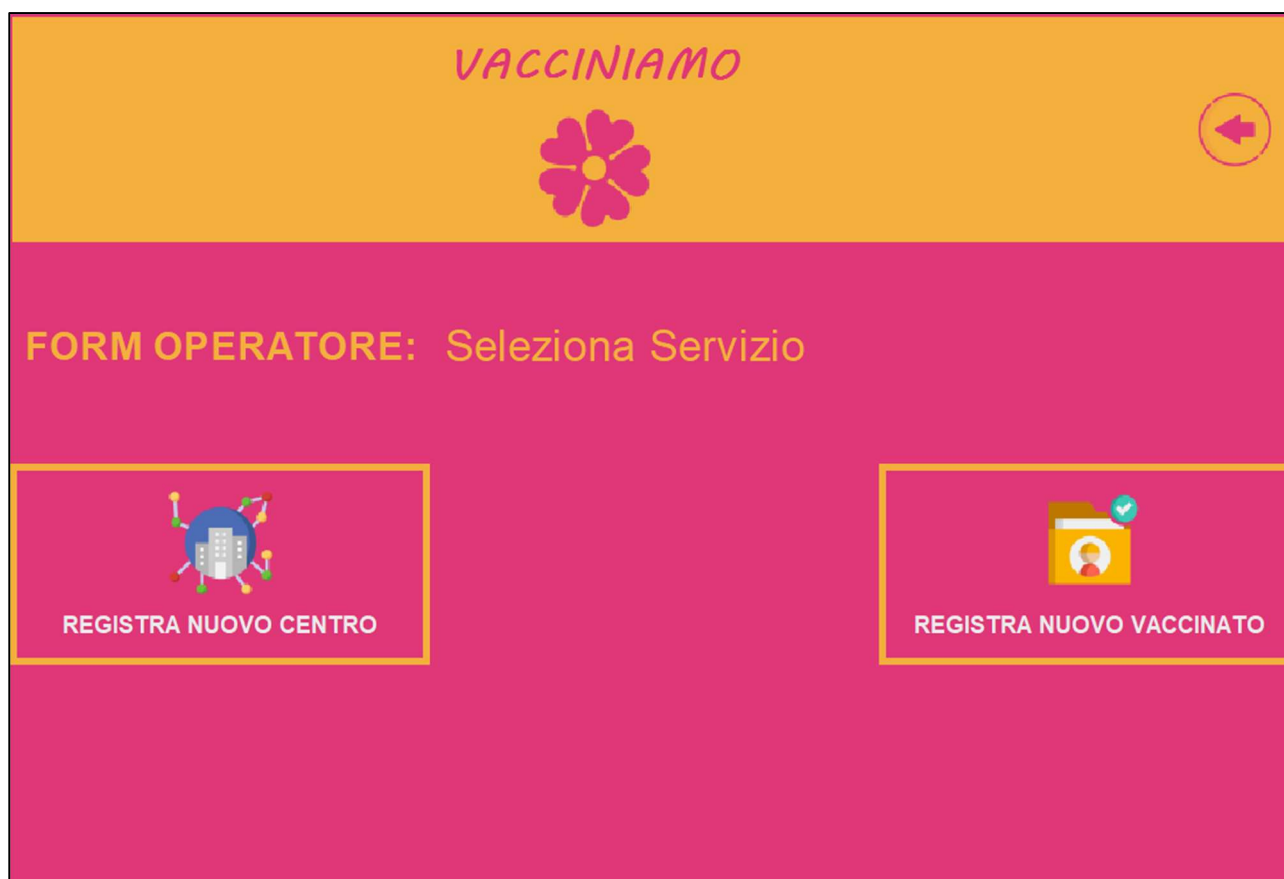 VACCINIAMO
FORM OPERATORE: Seleziona Servizio
REGISTRA NUOVO CENTRO
REGISTRA NUOVO VACCINATO